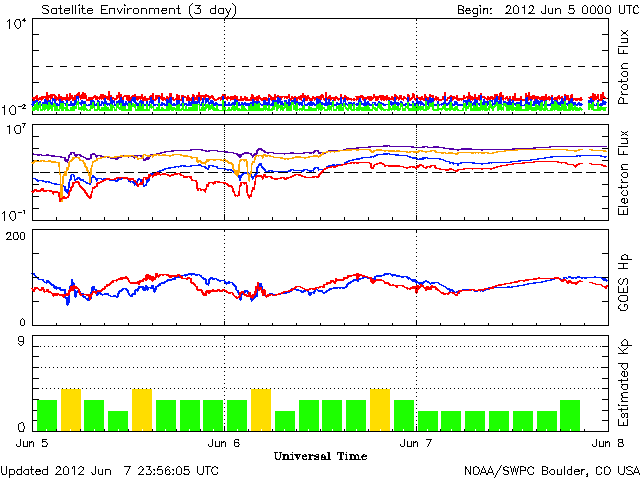 Satellite Environment (3 day)
Begin: 2012 Jun 5 0000 UTC
10^4
10^-2
Proton Flux
10^7
10^-1
Electron Flux
200
0
GOES Hp
9
0
Estimated Kp
Jun 5
Jun 6
Jun 7
Jun 8
Universal Time
Updated 2012 Jun 7 23:56:05 UTC
NOAA/SWPC Boulder, CO USA